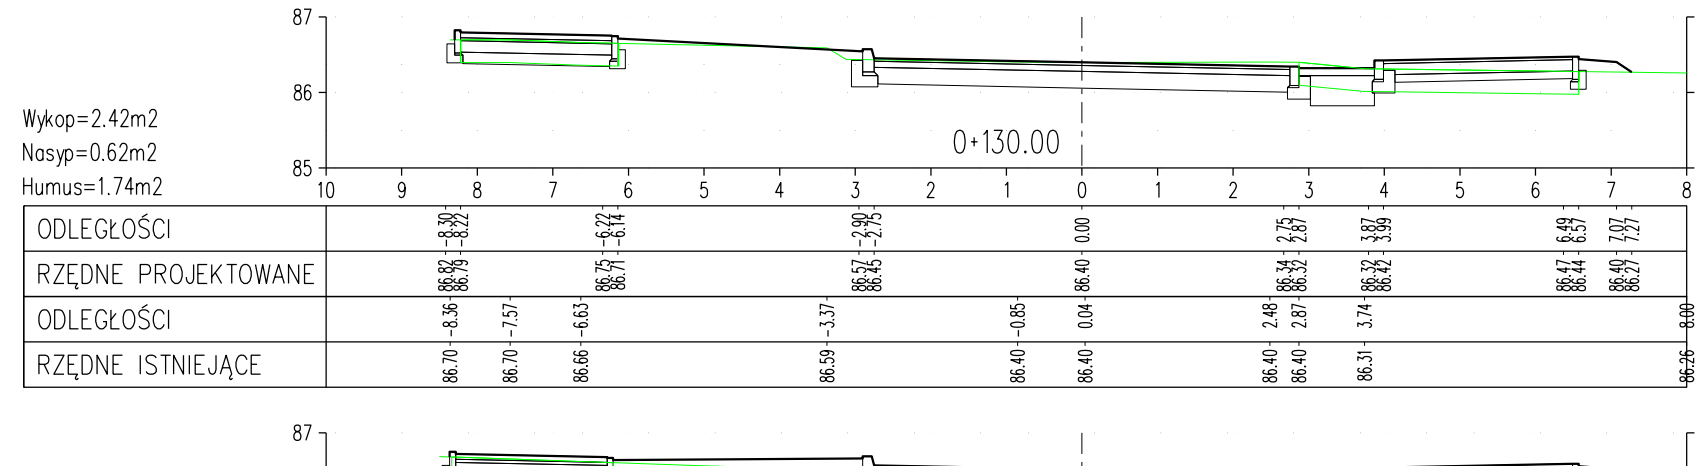 87
86
Wykop=2.42m2
Nasyp=0.62m2
0+130.00
85
Humus=1.74m2
10 9 8 7 6 5 4 3 2 1 0 1 2 3 4 5 6 7 8
ODLEGŁOŚCI -8.30 -8.22 -6.22 -6.14 -2.90 -2.75 0.00 2.75 2.87 3.87 3.99 6.49 6.57 7.07 7.27
RZĘDNE PROJEKTOWANE 86.82 86.79 86.75 86.71 86.57 86.45 86.40 86.34 86.32 86.32 86.42 86.47 86.44 86.40 86.27
ODLEGŁOŚCI -8.36 -7.57 -6.63 -3.37 -0.85 0.04 2.48 2.87 3.74 8.00
RZĘDNE ISTNIEJĄCE 86.70 86.70 86.66 86.59 86.40 86.40 86.40 86.40 86.31 86.26
87